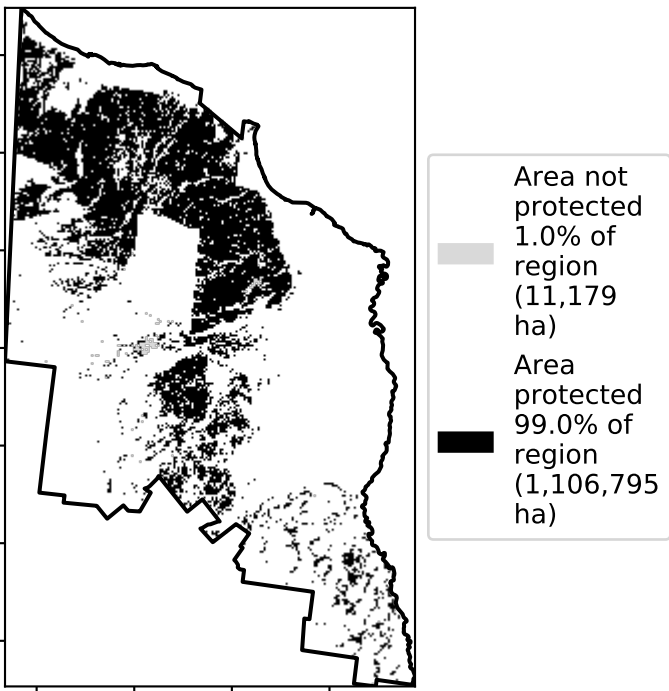 Area not
protected
1.0% of
region
(11,179
ha)
Area
protected
99.0% of
region
(1,106,795
ha)